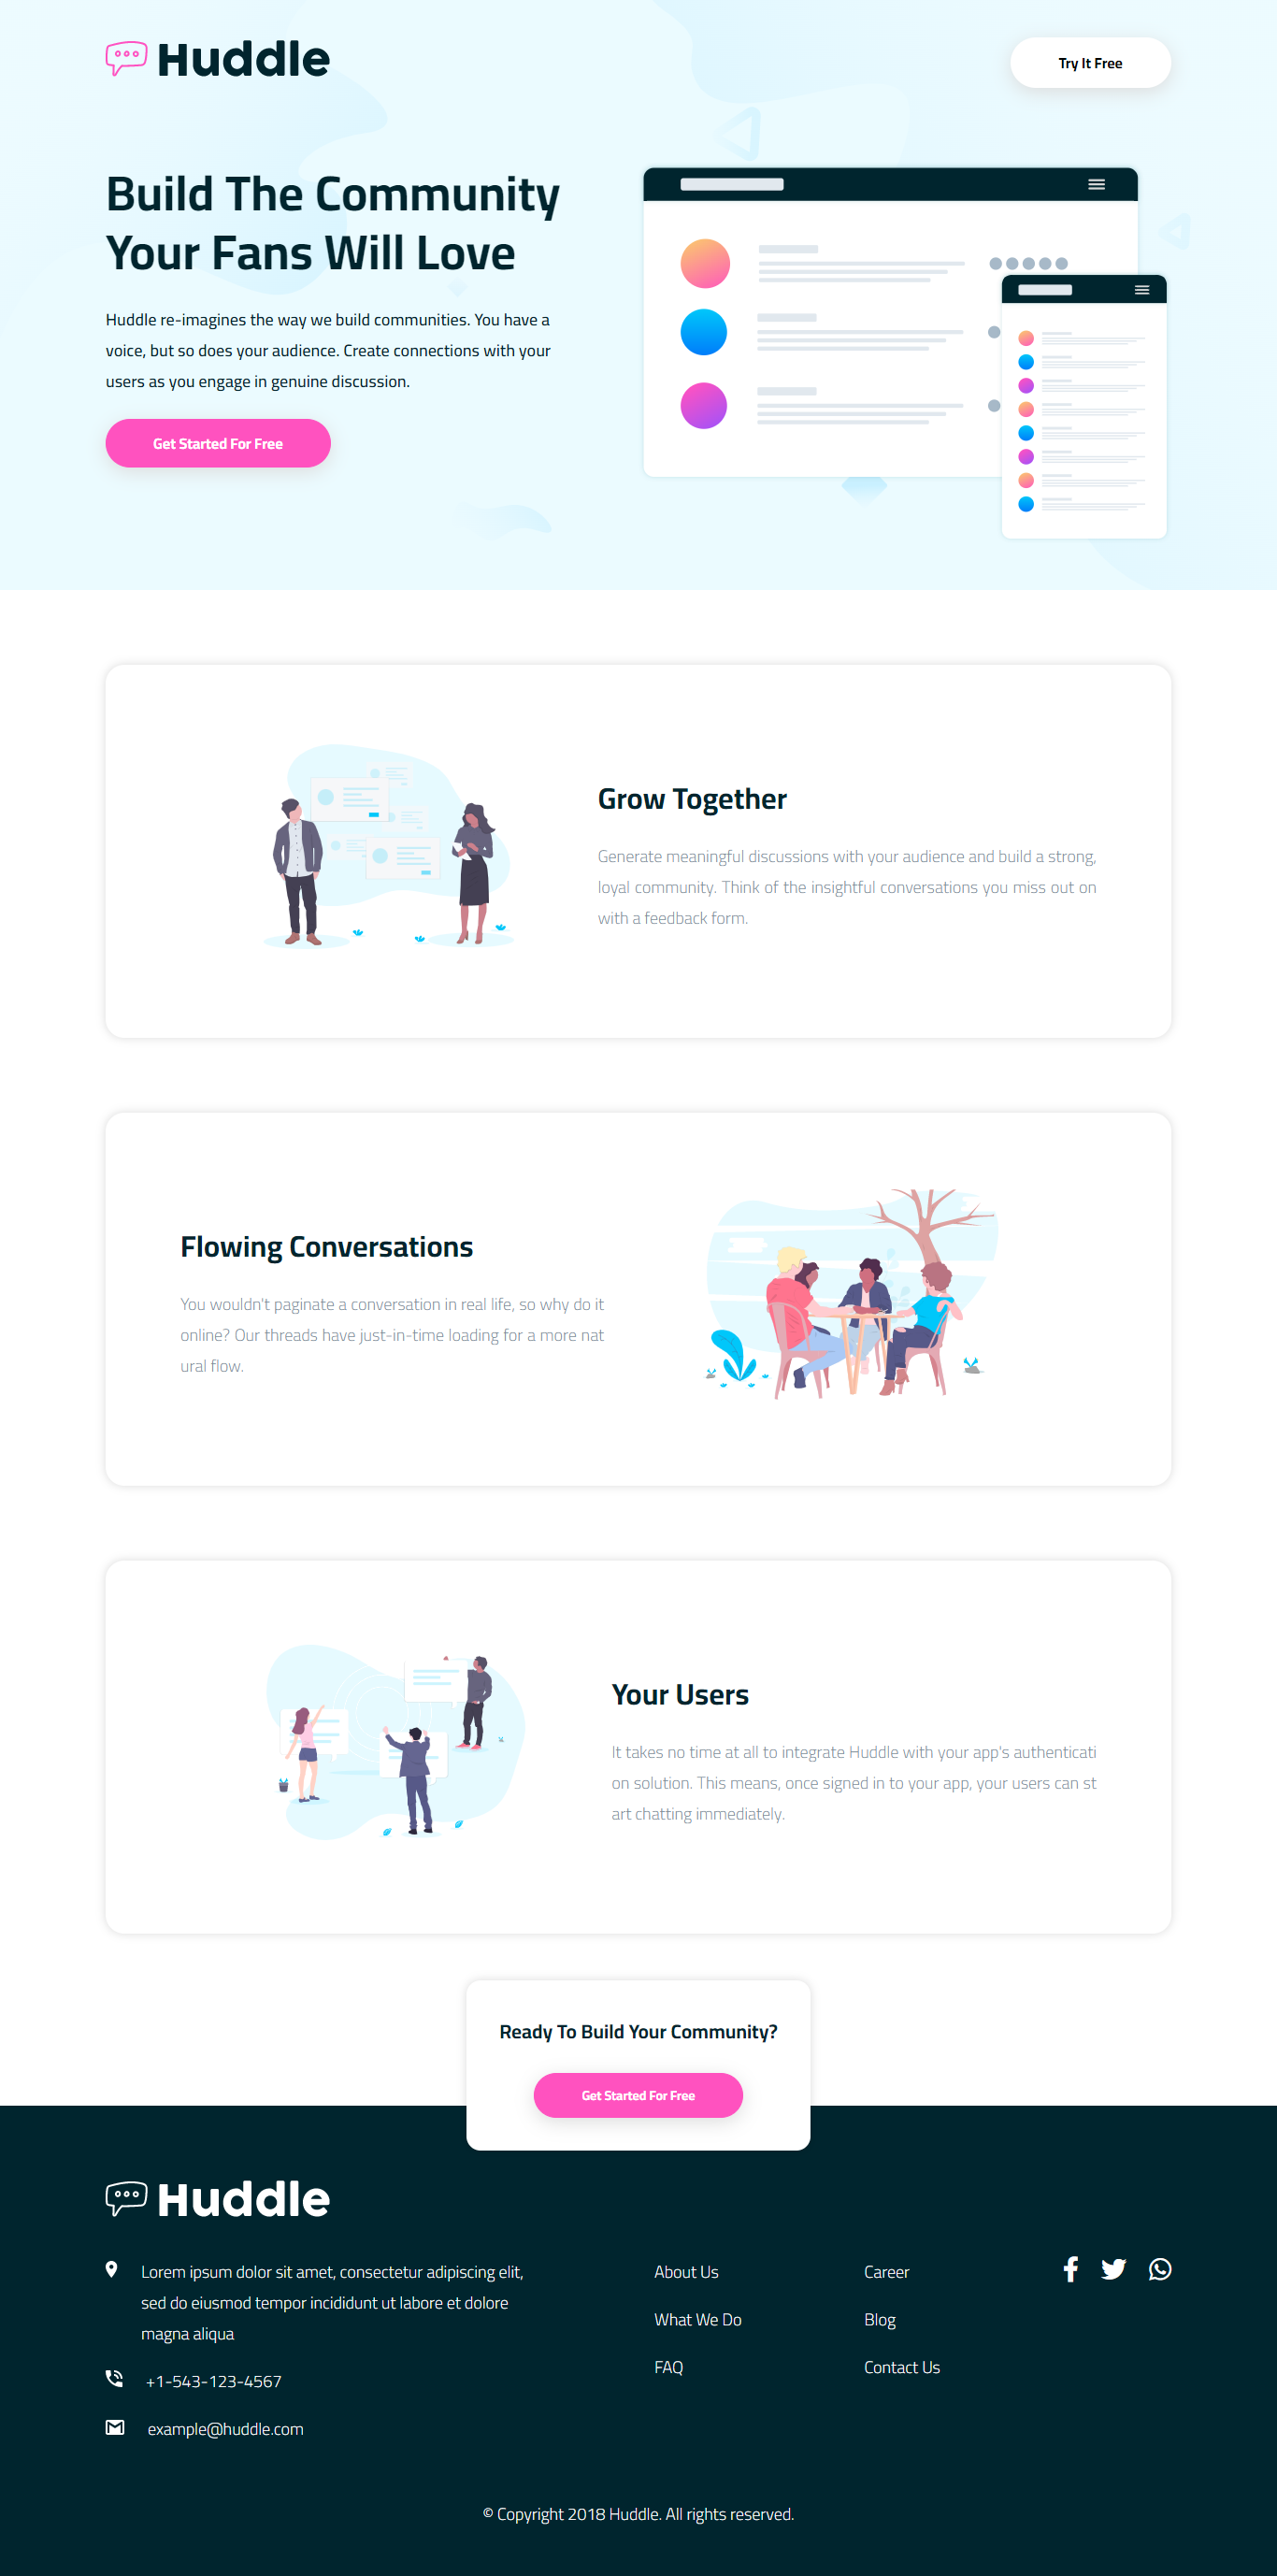 Huddle
Try It Free
Build The Community
Your Fans Will Love
Huddle re-imagines the way we build communities. You have a
voice, but so does your audience. Create connections with your
users as you engage in genuine discussion.
Get Started For Free
Grow Together
Generate meaningful discussions with your audience and build a strong,
loyal community. Think of the insightful conversations you miss out on
with a feedback form.
Flowing Conversations
You wouldn't paginate a conversation in real life, so why do it
online? Our threads have just-in-time loading for a more nat
ural flow.
Your Users
It takes no time at all to integrate Huddle with your app's authenticati
on solution. This means, once signed in to your app, your users can st
art chatting immediately.
Ready To Build Your Community?
Get Started For Free
Huddle
Lorem ipsum dolor sit amet, consectetur adipiscing elit,
sed do eiusmod tempor incididunt ut labore et dolore
magna aliqua
+1-543-123-4567
example@huddle.com
About Us
What We Do
FAQ
Career
Blog
Contact Us
© Copyright 2018 Huddle. All rights reserved.